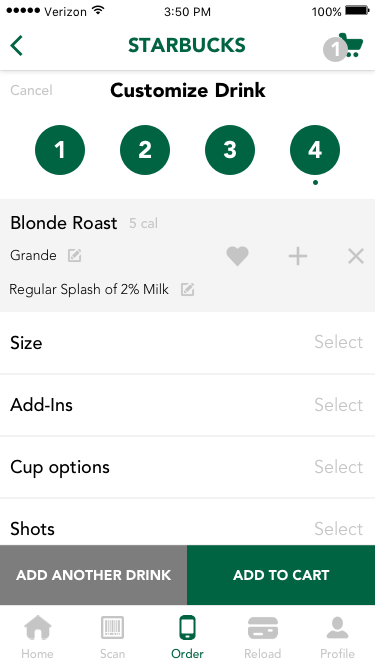 Verizon 3:50 PM 100%
STARBUCKS 1
Cancel Customize Drink
1 2 3 4
Blonde Roast 5 cal
Grande
Regular Splash of 2% Milk
Size Select
Add-Ins Select
Cup options Select
Shots Select
ADD ANOTHER DRINK ADD TO CART
Home Scan Order Reload Profile